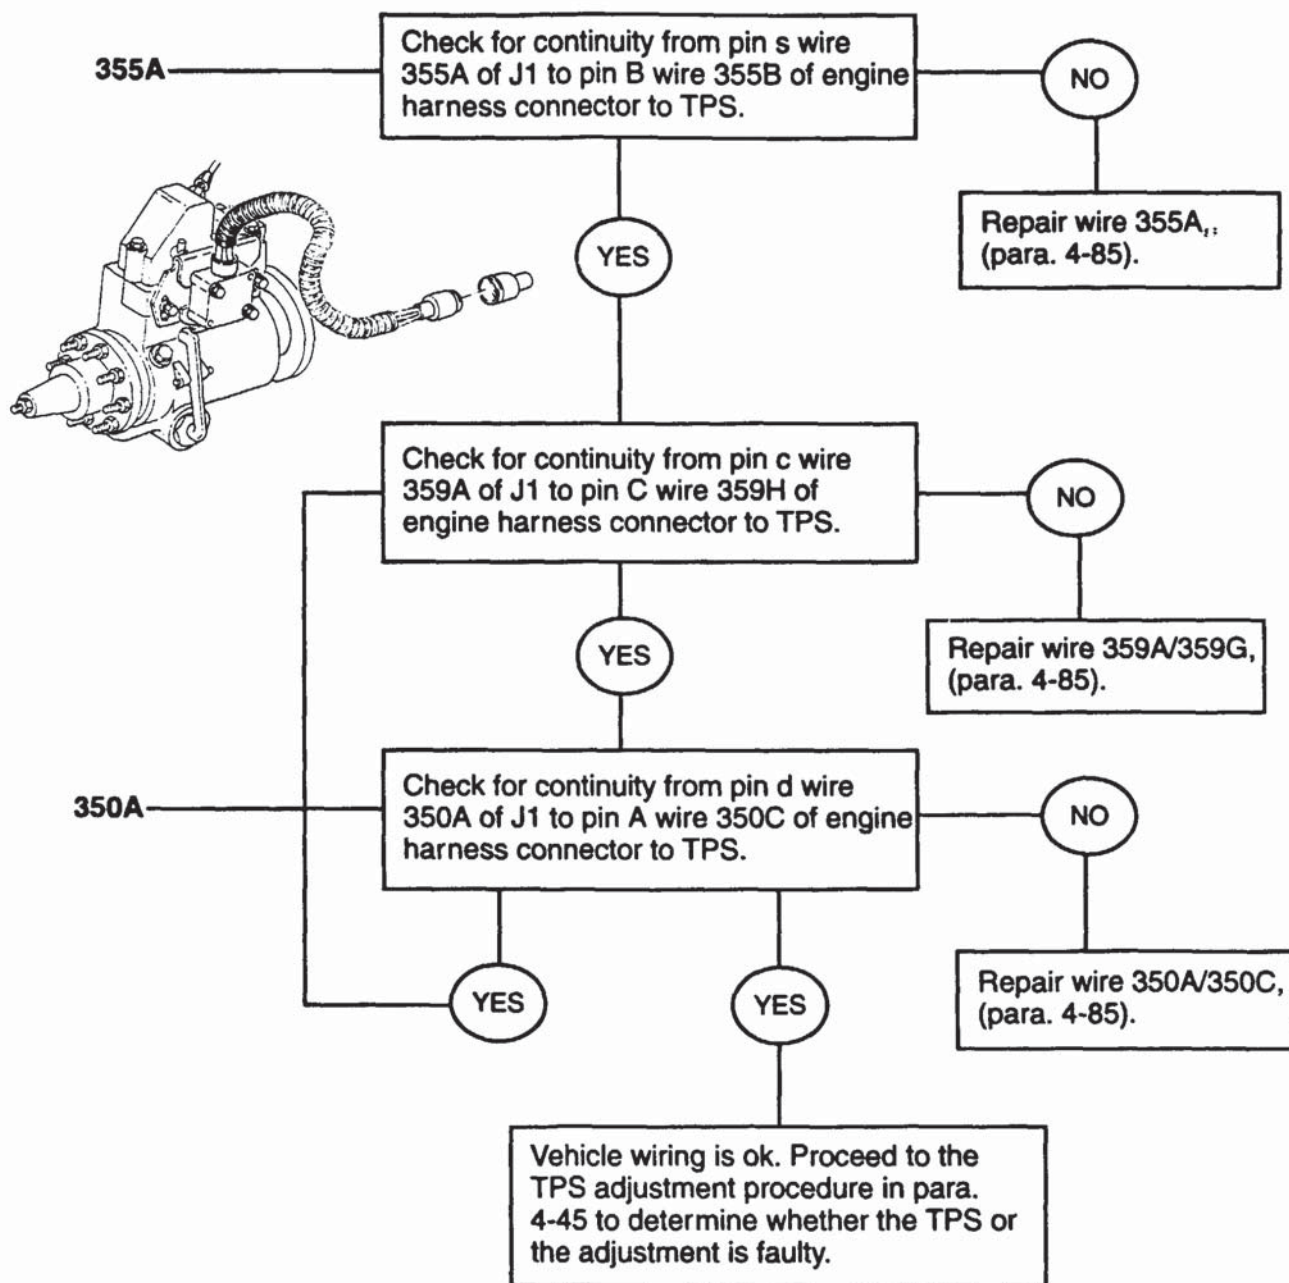 355A
Check for continuity from pin s wire
355A of J1 to pin B wire 355B of engine
harness connector to TPS.
NO
Repair wire 355A,
(para. 4-85).
YES
Check for continuity from pin c wire
359A of J1 to pin C wire 359H of
engine harness connector to TPS.
NO
Repair wire 359A/359G,
(para. 4-85).
YES
350A
Check for continuity from pin d wire
350A of J1 to pin A wire 350C of engine
harness connector to TPS.
NO
Repair wire 350A/350C,
(para. 4-85).
YES
YES
Vehicle wiring is ok. Proceed to the
TPS adjustment procedure in para.
4-45 to determine whether the TPS or
the adjustment is faulty.